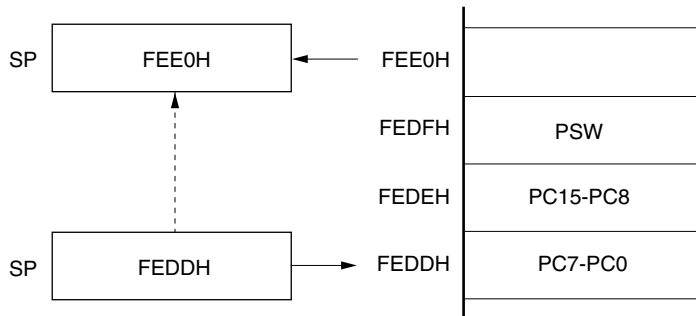 SP FEE0H FEE0H
FEDFH PSW
FEDEH PC15-PC8
SP FEDDH FEDDH PC7-PC0